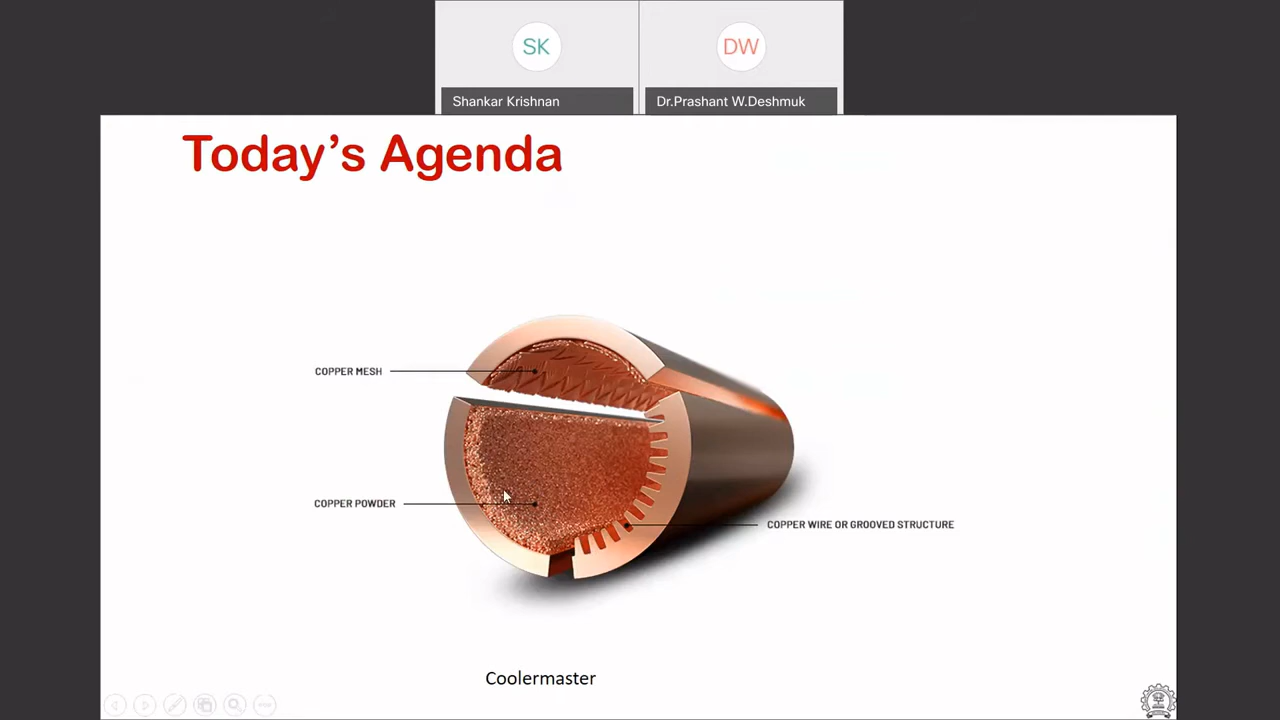 SK
DW
Shankar Krishnan
Dr.Prashant W.Deshmuk
Today's Agenda
COPPER MESH
COPPER POWDER
COPPER WIRE OR GROOVED STRUCTURE
Coolermaster